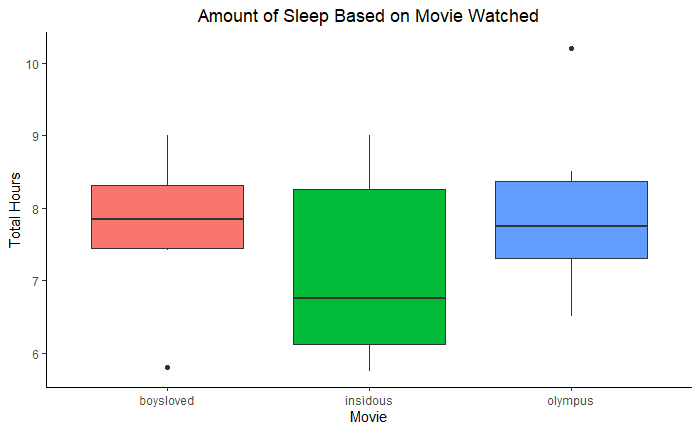 Amount of Sleep Based on Movie Watched
Total Hours
10
9
8
7
6
boysloved
insidous
olympus
Movie